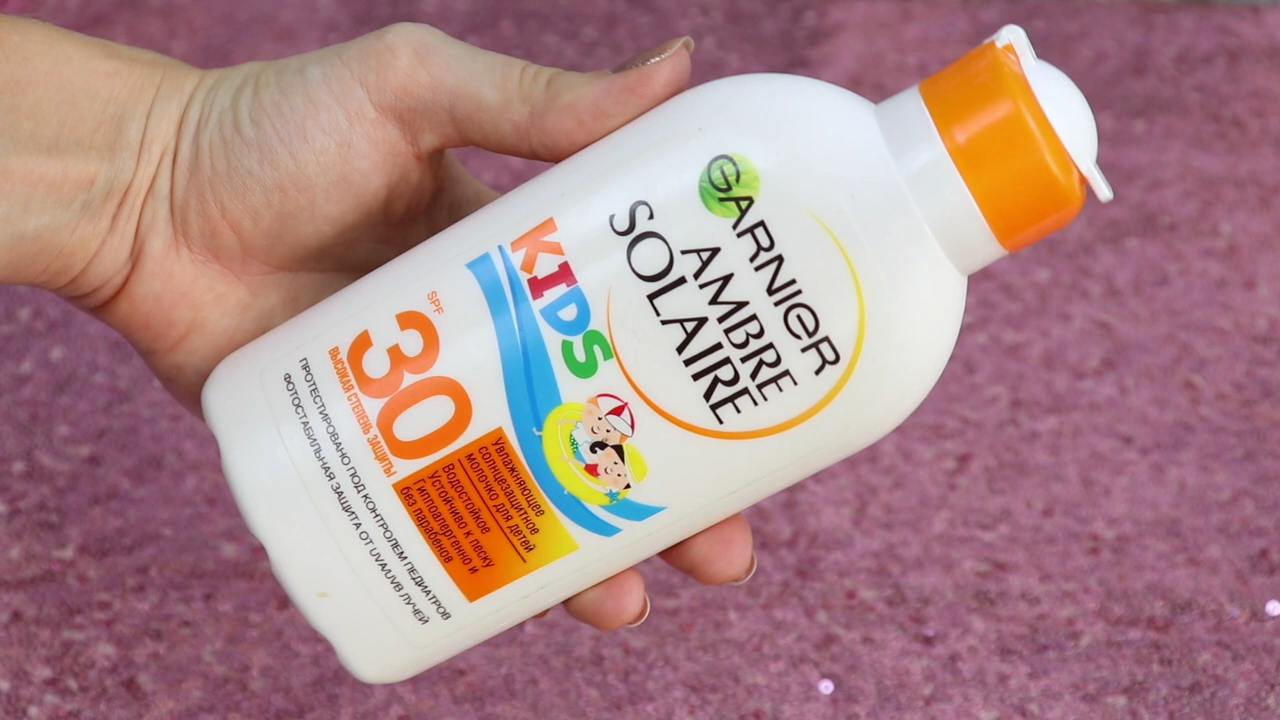 GARNIER
AMBRE
SOLAIRE
KIDS
SPF
30
ВЫСОКАЯ СТЕПЕНЬ ЗАЩИТЫ
Увлажняющее
солнцезащитное
молочко для детей
Водостойкое
Устойчиво к песку
Гипоаллергенно и
без парабенов
ПРОТЕСТИРОВАНО ПОД КОНТРОЛЕМ ПЕДИАТРОВ
ФОТОСТАБИЛЬНАЯ ЗАЩИТА ОТ UVA/UVB ЛУЧЕЙ